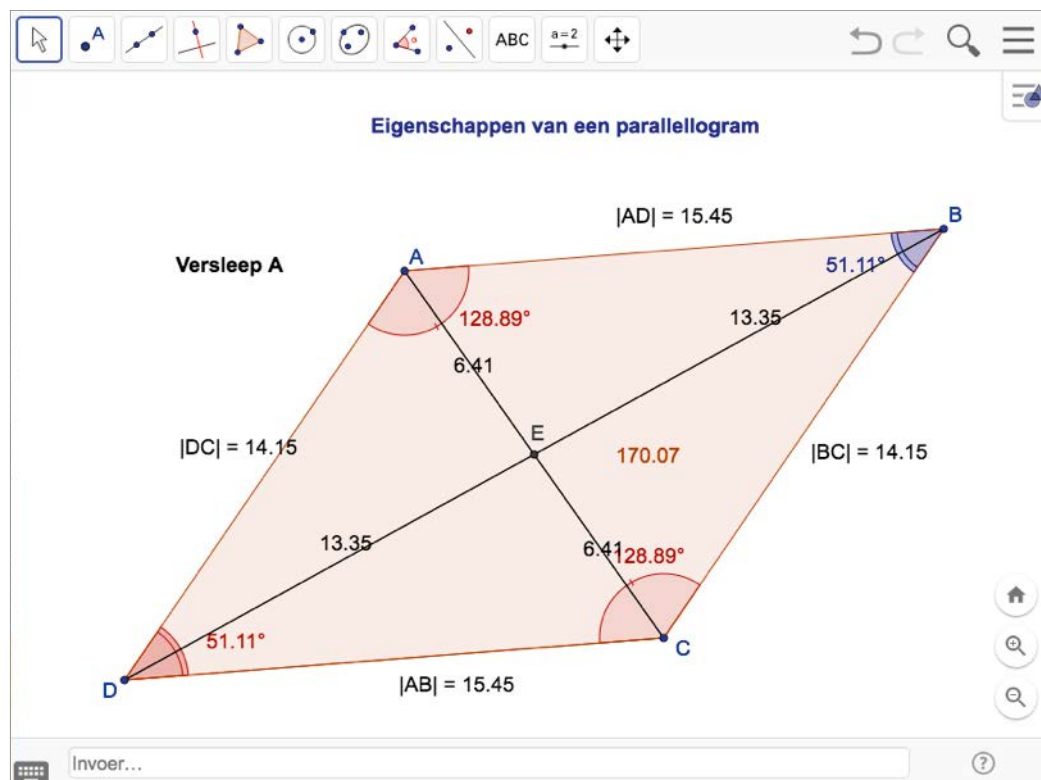 A
ABC
a=2
Eigenschappen van een parallellogram
|AD| = 15.45
B
Versleep A
A
51.11°
128.89°
13.35
6.41
E
|DC| = 14.15
170.07
|BC| = 14.15
13.35
6.41
128.89°
51.11°
C
D
|AB| = 15.45
Invoer...
?